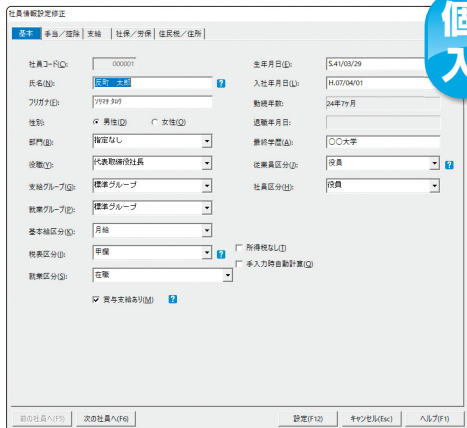 社員情報設定修正
基本 手当／控除 支給 社保／労保 住民税／住所
社員コード(C): 000001
氏名(N): 反町　太郎 ?
フリガナ(F): ｿﾘﾏﾁ ﾀﾛｳ
性別: 男性(D) 女性(O)
部門(B): 指定なし
役職(Y): 代表取締役社長
支給グループ(G): 標準グループ
就業グループ(P): 標準グループ
基本給区分(K): 月給
税表区分(I): 甲欄 ?
就業区分(S): 在職
賞与支給あり(M) ?
生年月日(E): S.41/03/29
入社年月日(L): H.07/04/01
勤続年数: 24年7ヶ月
退職年月日:
最終学歴(A): 〇〇大学
従業員区分(J): 役員 ?
社員区分(H): 役員
所得税なし(T)
手入力時自動計算(Q)
前の社員へ(F5) 次の社員へ(F6) 設定(F12) キャンセル(Esc) ヘルプ(F1)
個
入